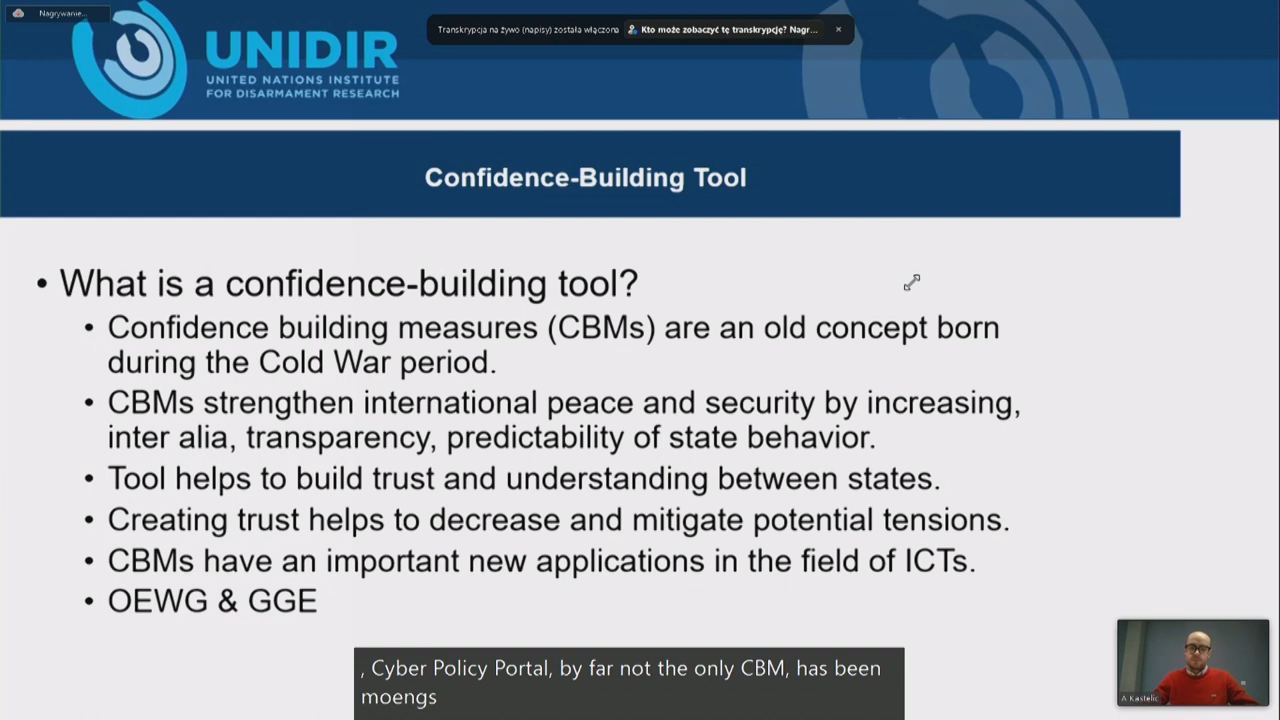 Nagrywanie...
Transkrypcja na żywo (napisy) została włączona Kto może zobaczyć tę transkrypcję? Nagr... ×
UNIDIR
UNITED NATIONS INSTITUTE
FOR DISARMAMENT RESEARCH
Confidence-Building Tool
• What is a confidence-building tool?
• Confidence building measures (CBMs) are an old concept born
during the Cold War period.
• CBMs strengthen international peace and security by increasing,
inter alia, transparency, predictability of state behavior.
• Tool helps to build trust and understanding between states.
• Creating trust helps to decrease and mitigate potential tensions.
• CBMs have an important new applications in the field of ICTs.
• OEWG & GGE
, Cyber Policy Portal, by far not the only CBM, has been
moengs
A Kastelic